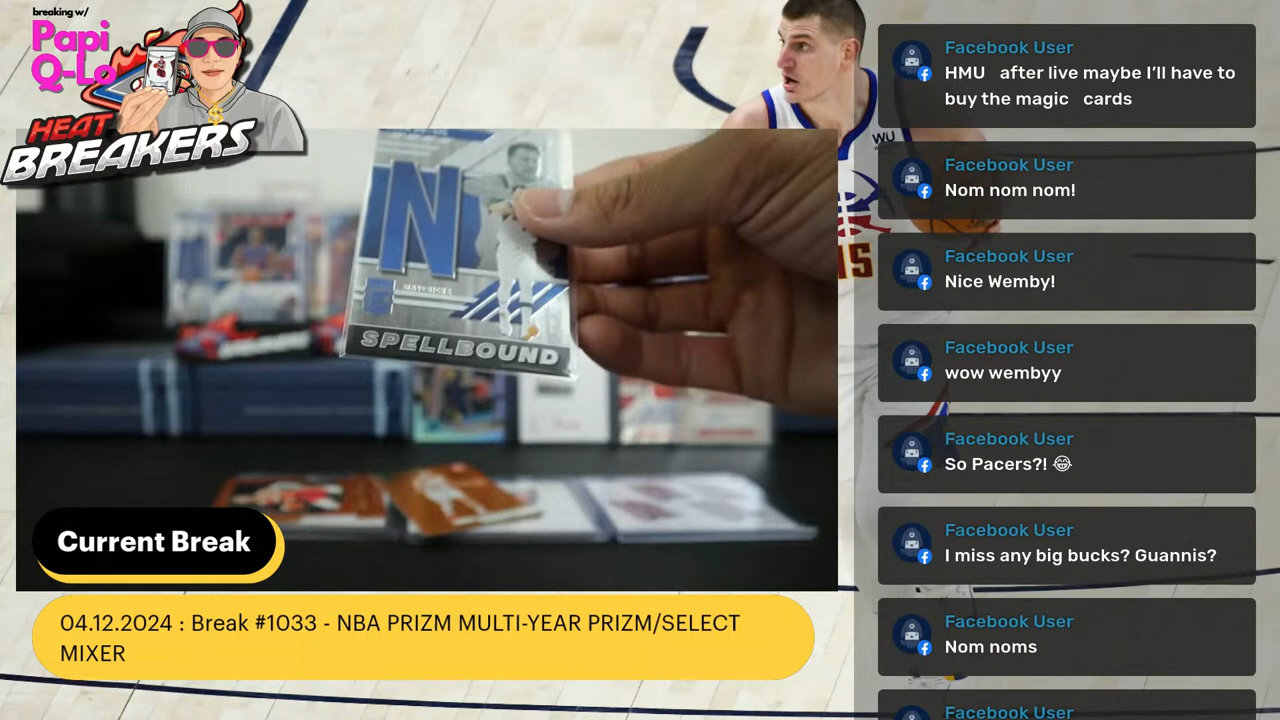 breaking w/
Papi
Q-Lo
HEAT
BREAKERS
N
MAVERICKS
SPELLBOUND
WU
Current Break
04.12.2024 : Break #1033 - NBA PRIZM MULTI-YEAR PRIZM/SELECT
MIXER
Facebook User
HMU after live maybe I’ll have to
buy the magic cards
Facebook User
Nom nom nom!
Facebook User
Nice Wemby!
Facebook User
wow wembyy
Facebook User
So Pacers?! 😂
Facebook User
I miss any big bucks? Guannis?
Facebook User
Nom noms
Facebook User